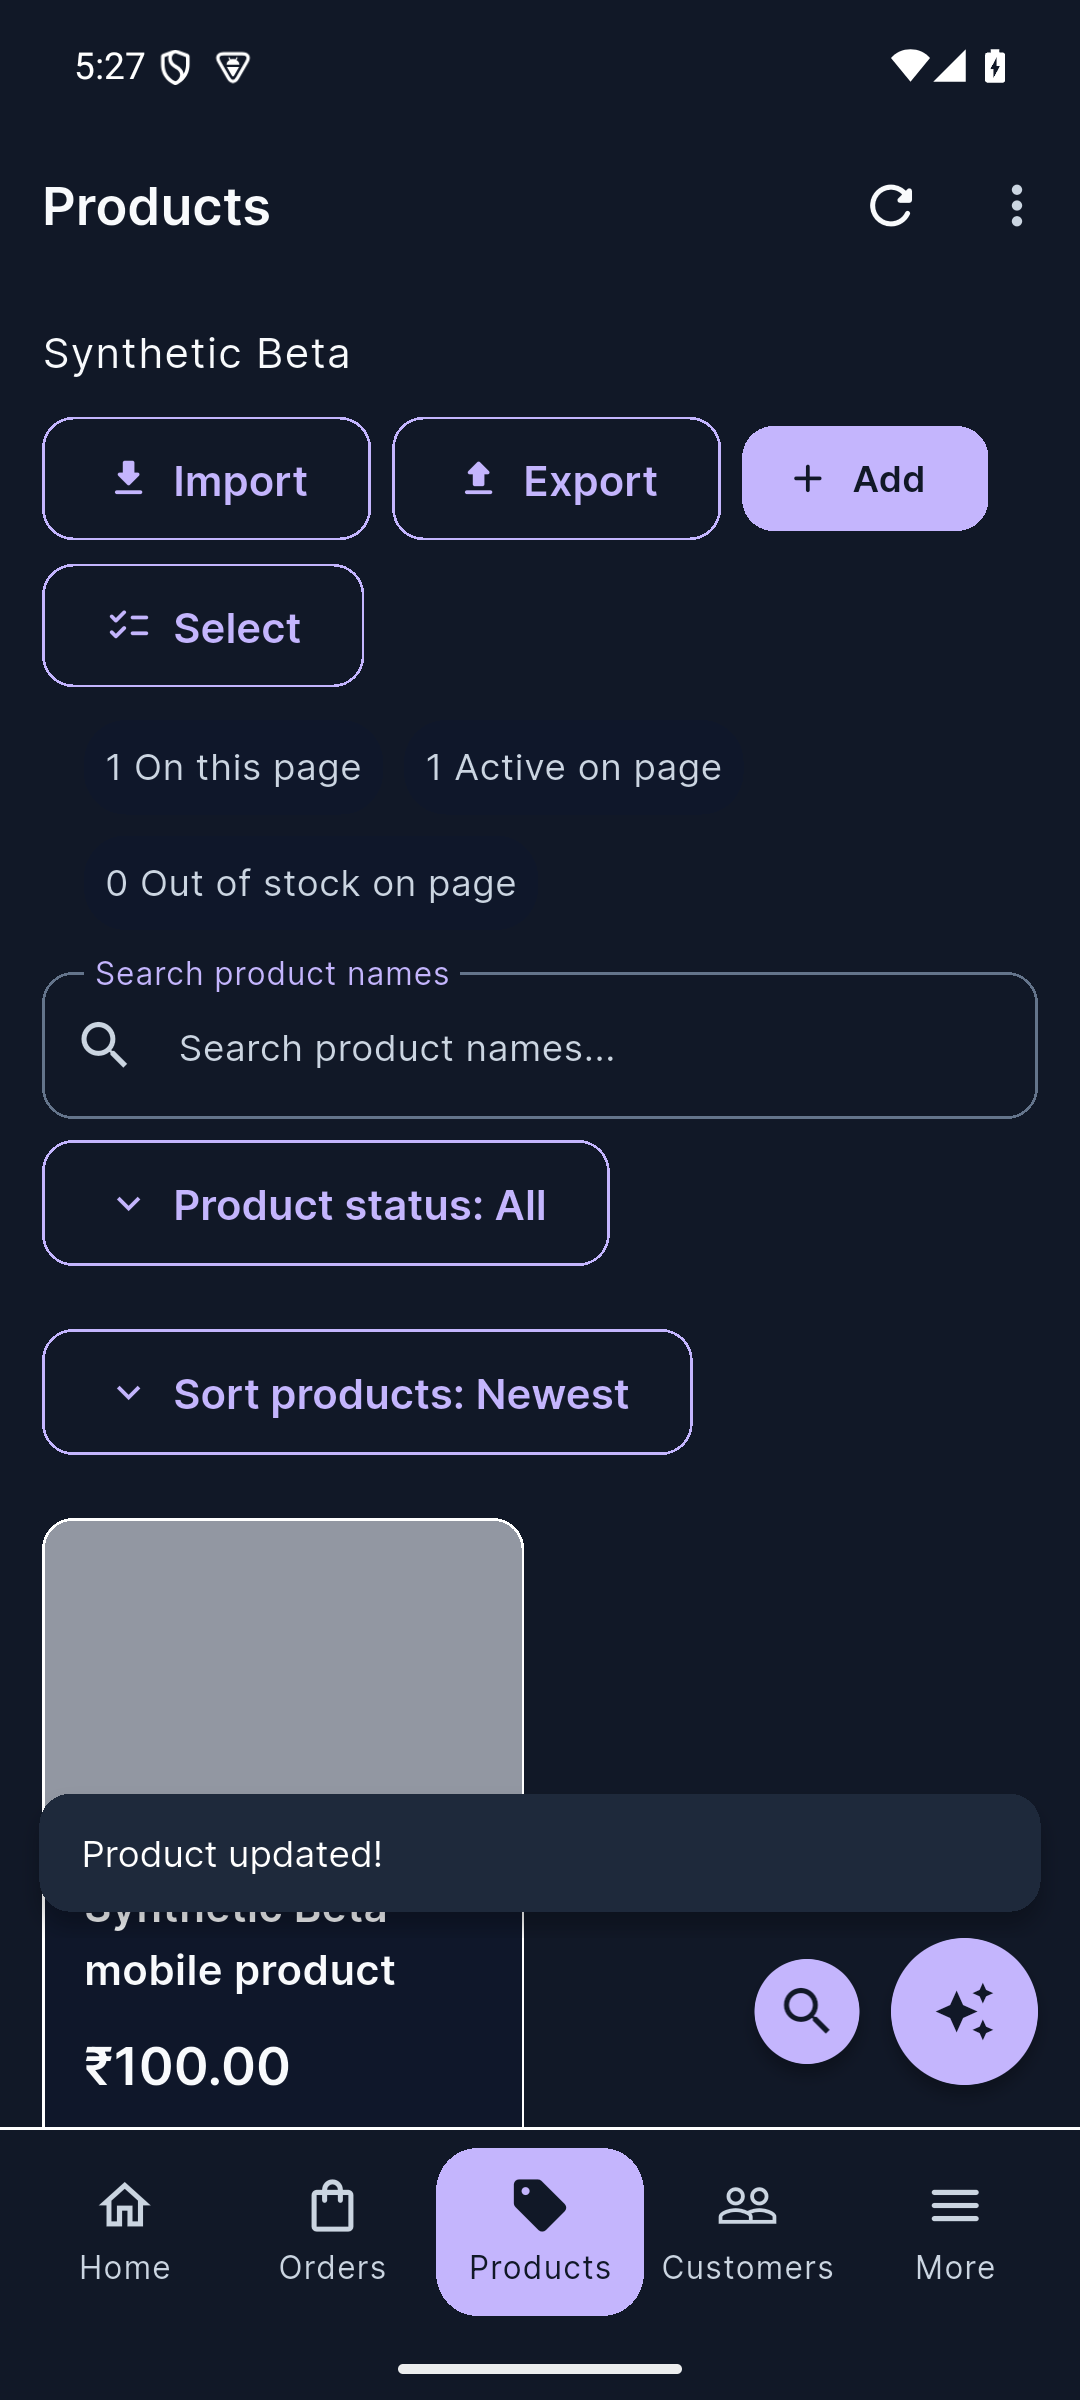 5:27
Products
Synthetic Beta
Import
Export
Add
Select
1 On this page
1 Active on page
0 Out of stock on page
Search product names
Search product names...
Product status: All
Sort products: Newest
Product updated!
Synthetic Beta
mobile product
₹100.00
Home
Orders
Products
Customers
More